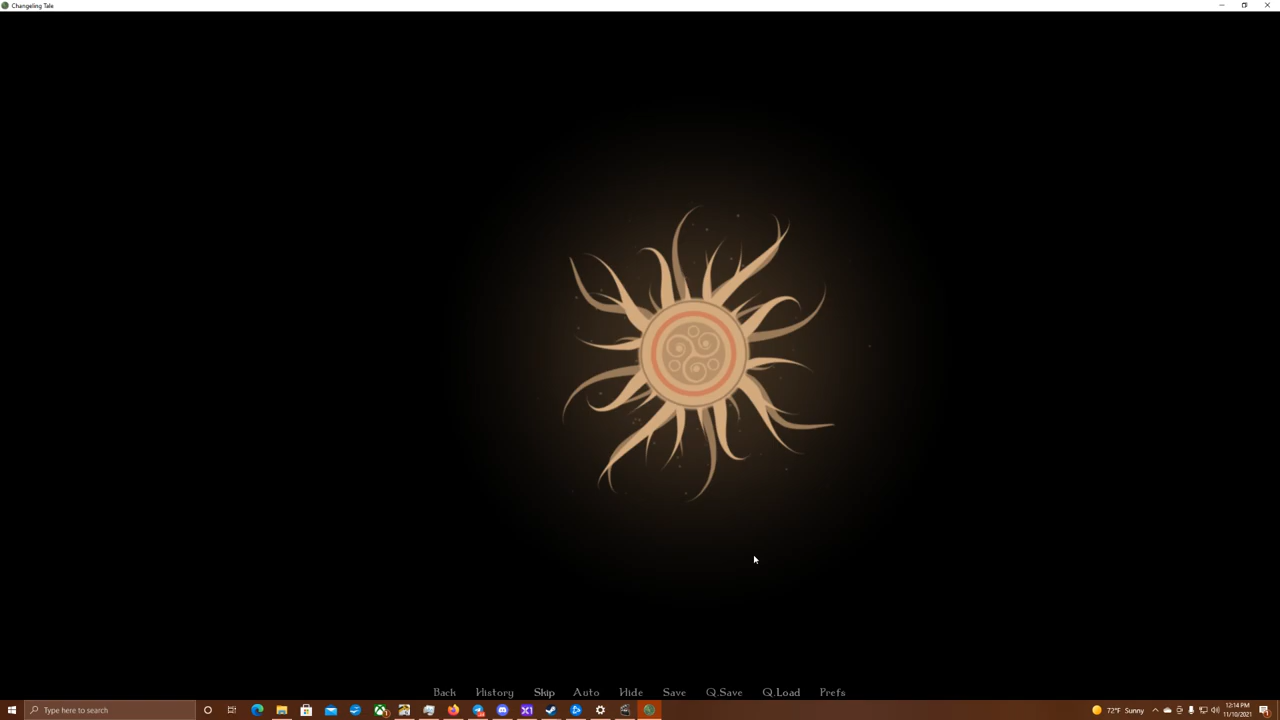 Changeling Tale
Back History Skip Auto Hide Save Q.Save Q.Load Prefs
Type here to search
72°F Sunny
12:14 PM
11/10/2021